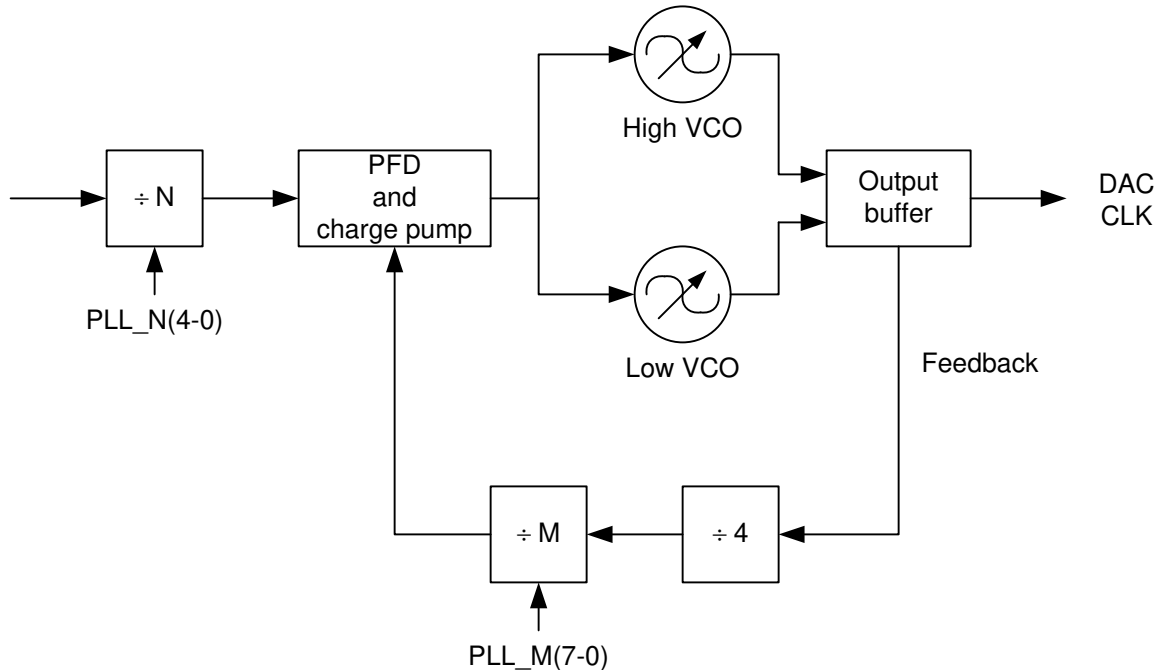 High VCO
÷ N
PFD
and
charge pump
Output
buffer
DAC
CLK
PLL_N(4-0)
Low VCO
Feedback
÷ M
÷ 4
PLL_M(7-0)